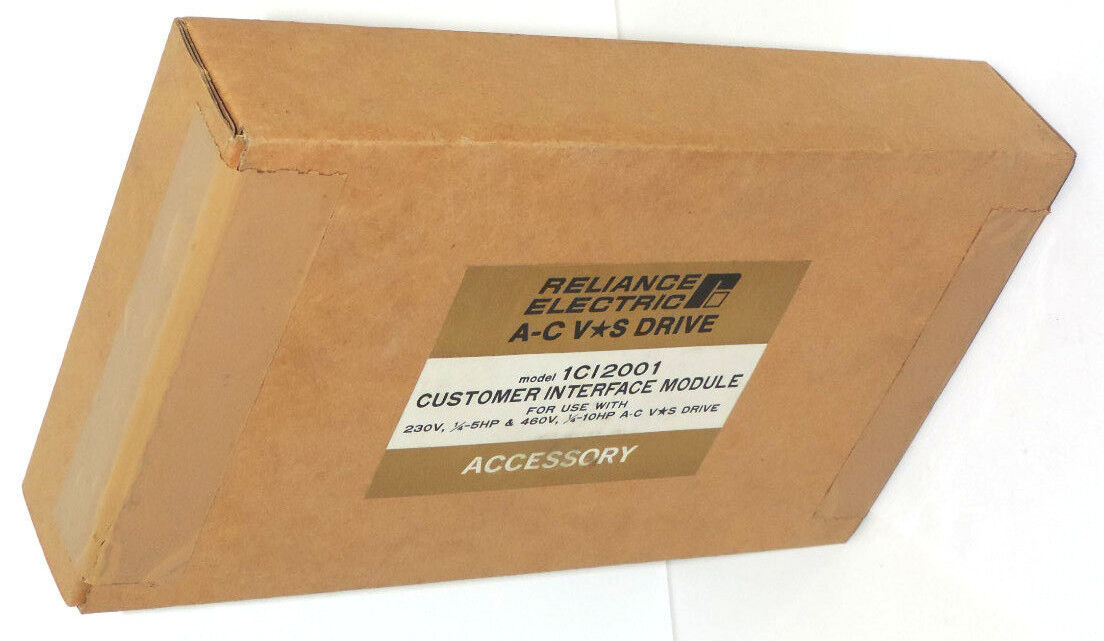 RELIANCE
ELECTRIC
A-C V★S DRIVE
model 1CI2001
CUSTOMER INTERFACE MODULE
FOR USE WITH
230V, ¼-5HP & 460V, ¼-10HP A-C V★S DRIVE
ACCESSORY